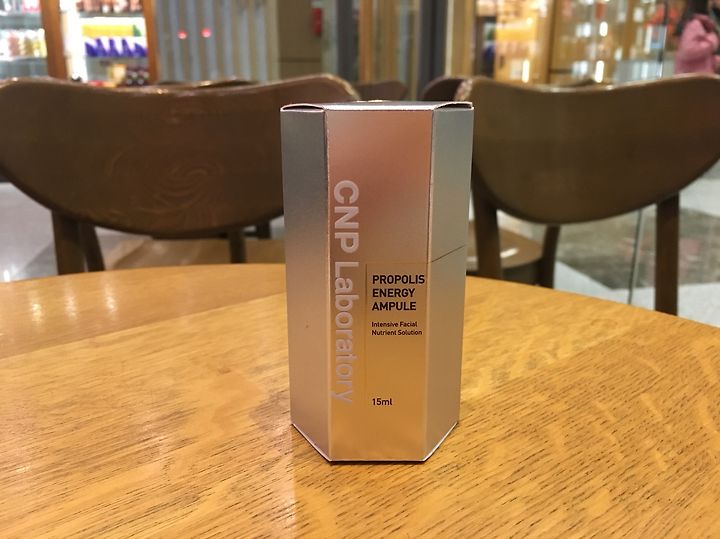 CNP Laboratory
PROPOLIS
ENERGY
AMPULE
Intensive Facial
Nutrient Solution
15ml